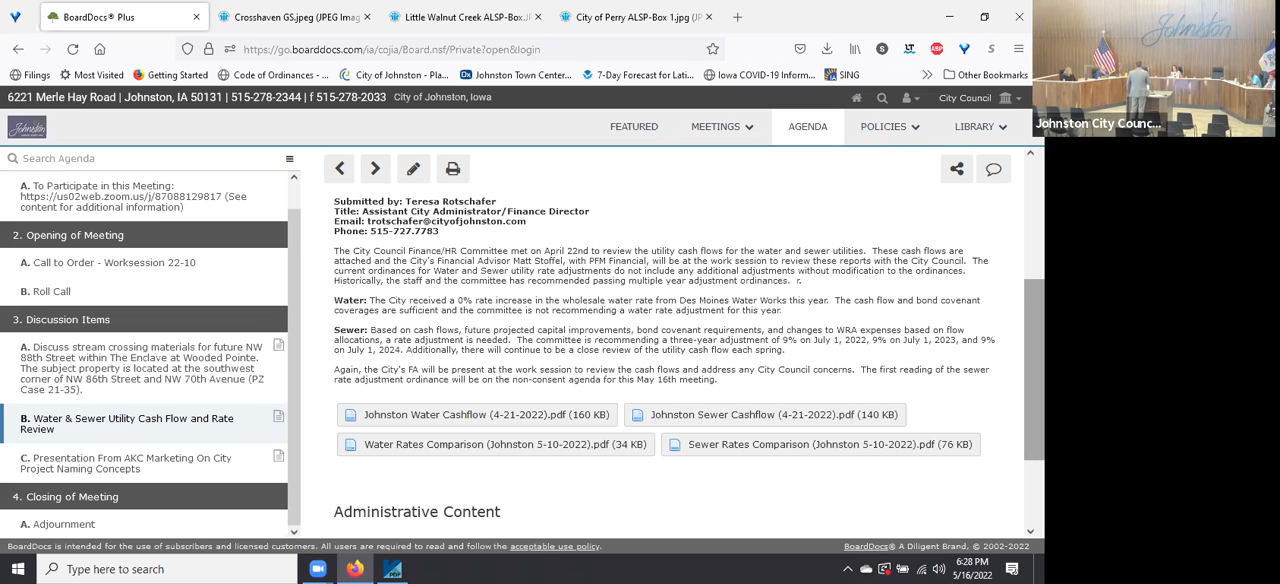 BoardDocs® Plus
Crosshaven GS.jpeg (JPEG Imag
Little Walnut Creek ALSP-Box.J
City of Perry ALSP-Box 1.jpg (JP
https://go.boarddocs.com/ia/cojia/Board.nsf/Private?open&login
Filings
Most Visited
Getting Started
Code of Ordinances - ...
City of Johnston - Pla...
Johnston Town Center...
7-Day Forecast for Lati...
Iowa COVID-19 Inform...
SING
Other Bookmarks
6221 Merle Hay Road | Johnston, IA 50131 | 515-278-2344 | f 515-278-2033 City of Johnston, Iowa
City Council
Johnston
FEATURED
MEETINGS
AGENDA
POLICIES
LIBRARY
Search Agenda
A. To Participate in this Meeting:
https://us02web.zoom.us/j/87088129817 (See
content for additional information)
2. Opening of Meeting
A. Call to Order - Worksession 22-10
B. Roll Call
3. Discussion Items
A. Discuss stream crossing materials for future NW
88th Street within The Enclave at Wooded Pointe.
The subject property is located at the southwest
corner of NW 86th Street and NW 70th Avenue (PZ
Case 21-35).
B. Water & Sewer Utility Cash Flow and Rate
Review
C. Presentation From AKC Marketing On City
Project Naming Concepts
4. Closing of Meeting
A. Adjournment
Submitted by: Teresa Rotschafer
Title: Assistant City Administrator/Finance Director
Email: trotschafer@cityofjohnston.com
Phone: 515-727.7783
The City Council Finance/HR Committee met on April 22nd to review the utility cash flows for the water and sewer utilities. These cash flows are
attached and the City's Financial Advisor Matt Stoffel, with PFM Financial, will be at the work session to review these reports with the City Council. The
current ordinances for Water and Sewer utility rate adjustments do not include any additional adjustments without modification to the ordinances.
Historically, the staff and the committee has recommended passing multiple year adjustment ordinances. r.
Water: The City received a 0% rate increase in the wholesale water rate from Des Moines Water Works this year. The cash flow and bond covenant
coverages are sufficient and the committee is not recommending a water rate adjustment for this year.
Sewer: Based on cash flows, future projected capital improvements, bond covenant requirements, and changes to WRA expenses based on flow
allocations, a rate adjustment is needed. The committee is recommending a three-year adjustment of 9% on July 1, 2022, 9% on July 1, 2023, and 9%
on July 1, 2024. Additionally, there will continue to be a close review of the utility cash flow each spring.
Again, the City's FA will be present at the work session to review the cash flows and address any City Council concerns. The first reading of the sewer
rate adjustment ordinance will be on the non-consent agenda for this May 16th meeting.
Johnston Water Cashflow (4-21-2022).pdf (160 KB)
Johnston Sewer Cashflow (4-21-2022).pdf (140 KB)
Water Rates Comparison (Johnston 5-10-2022).pdf (34 KB)
Sewer Rates Comparison (Johnston 5-10-2022).pdf (76 KB)
Administrative Content
BoardDocs is intended for the use of subscribers and licensed customers. All users are required to read and follow the acceptable use policy.
BoardDocs® A Diligent Brand, © 2002-2022
Type here to search
6:28 PM
5/16/2022
Johnston
Johnston City Counc...